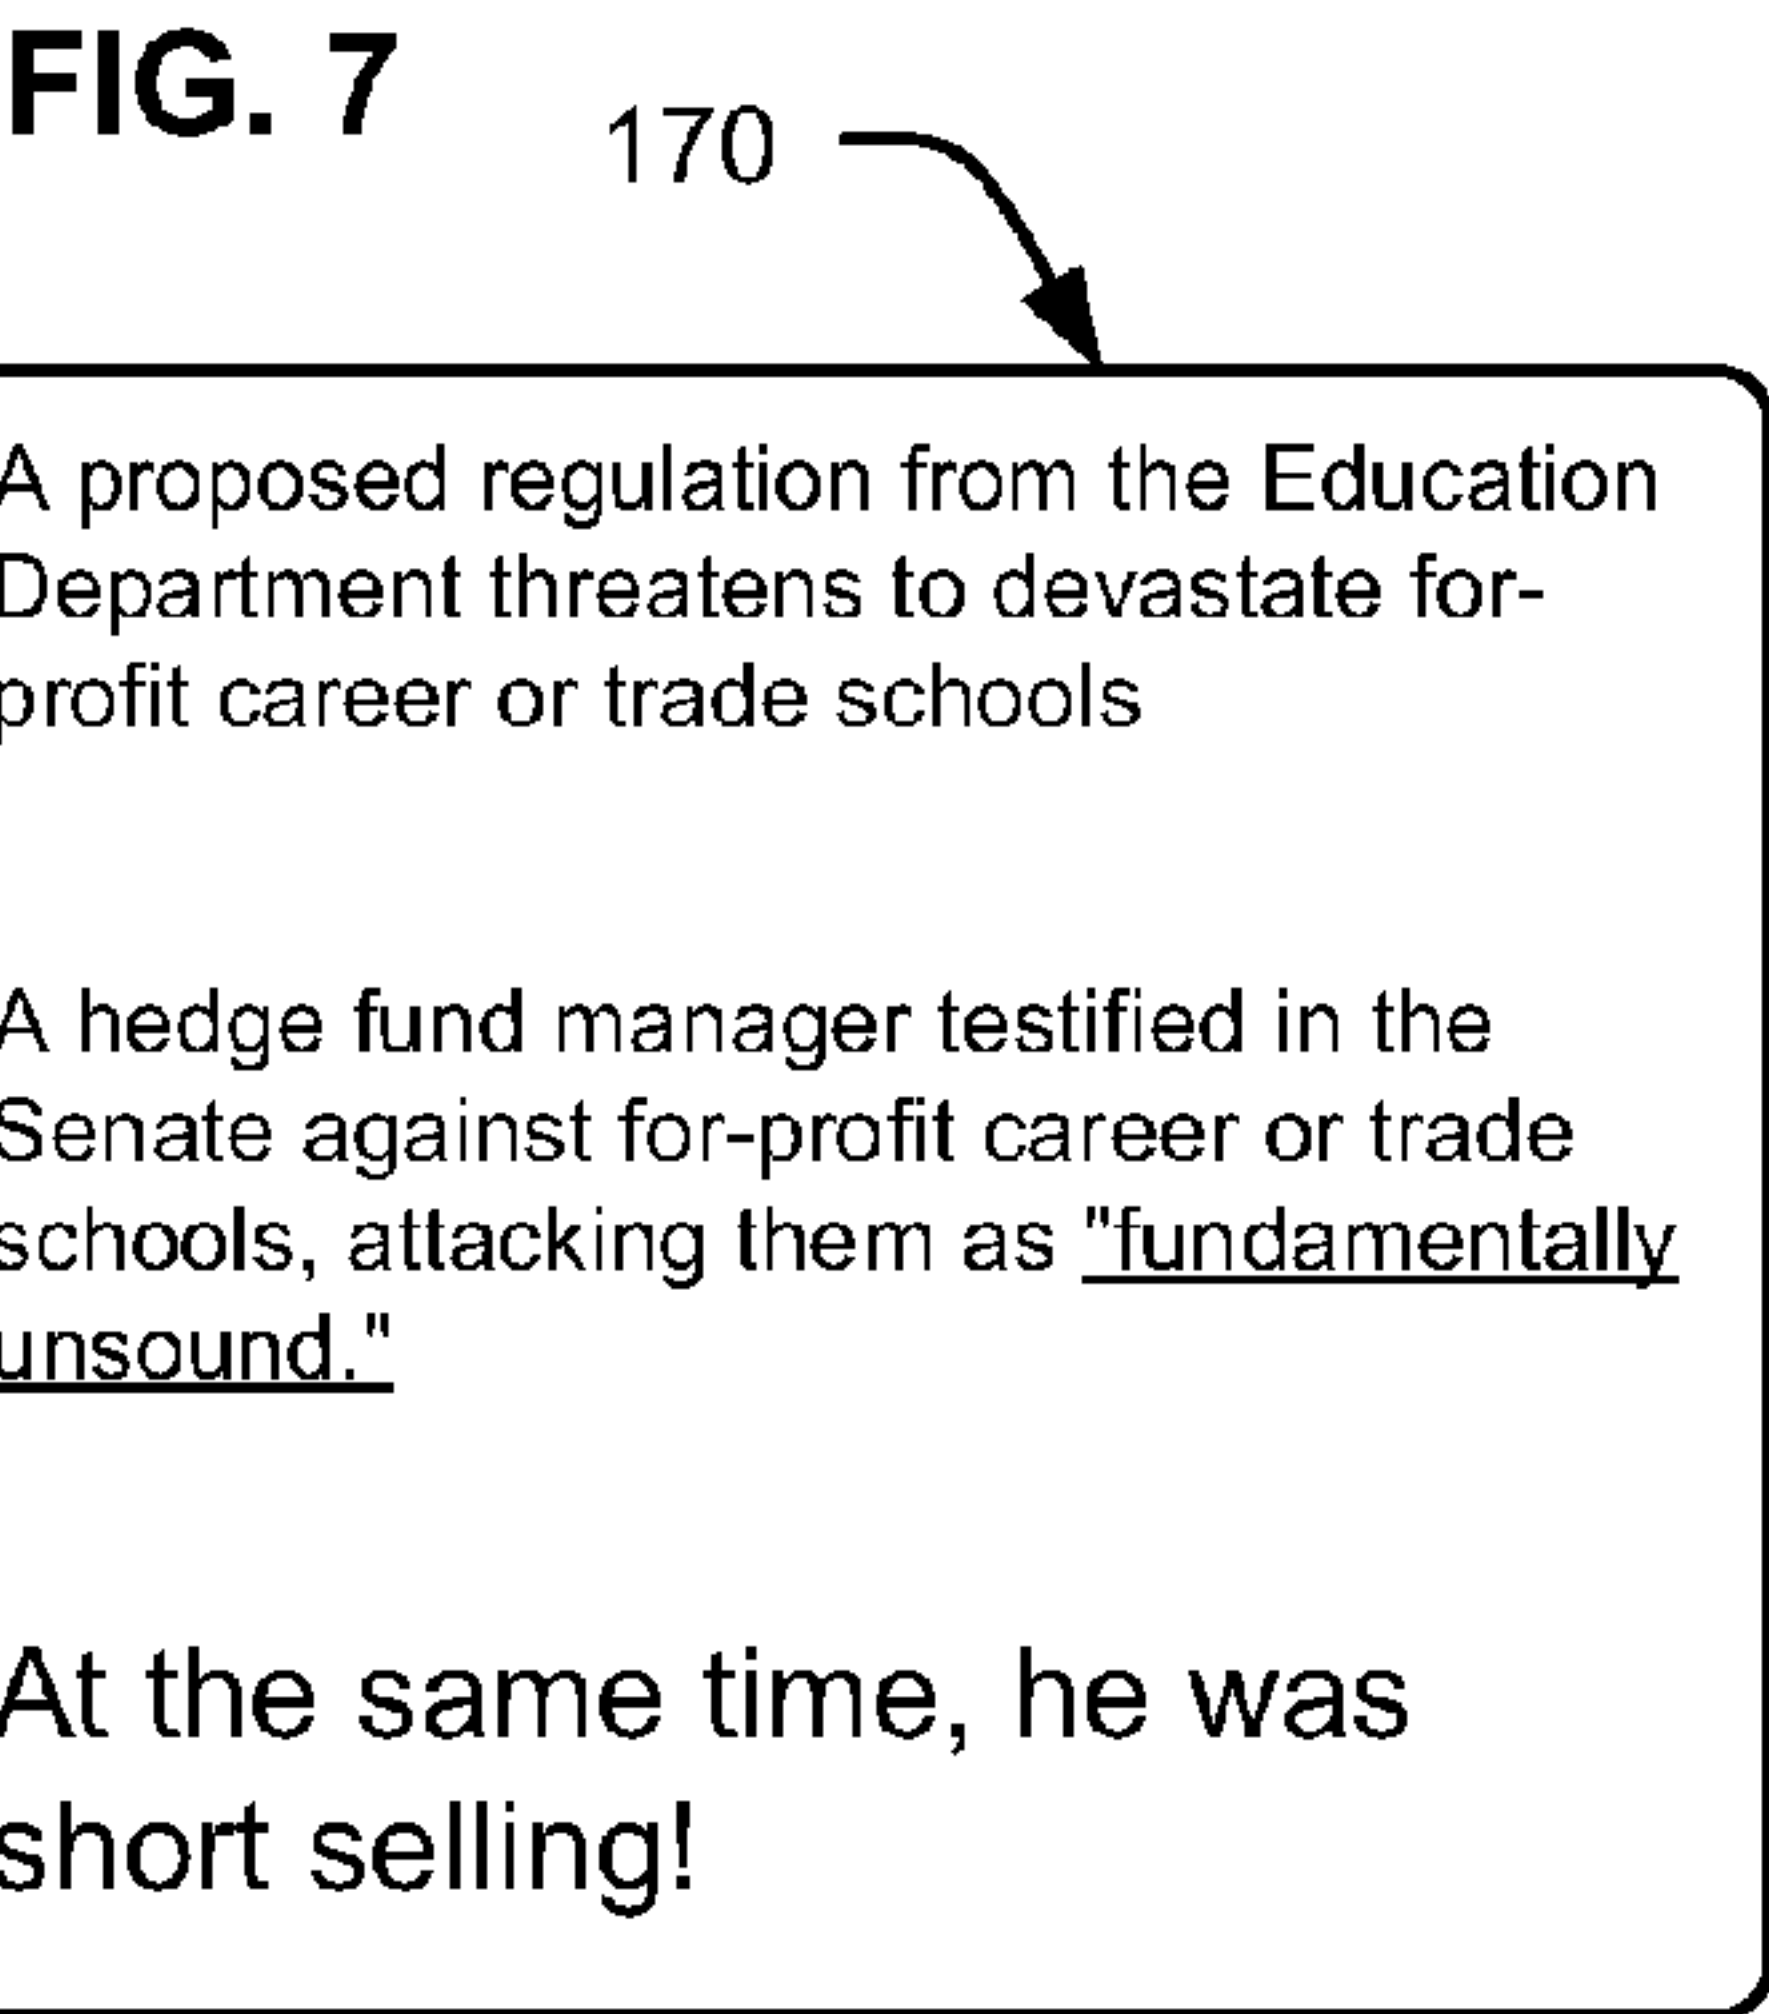 FIG. 7
170
A proposed regulation from the Education
Department threatens to devastate for-
profit career or trade schools
A hedge fund manager testified in the
Senate against for-profit career or trade
schools, attacking them as "fundamentally
unsound."
At the same time, he was
short selling!